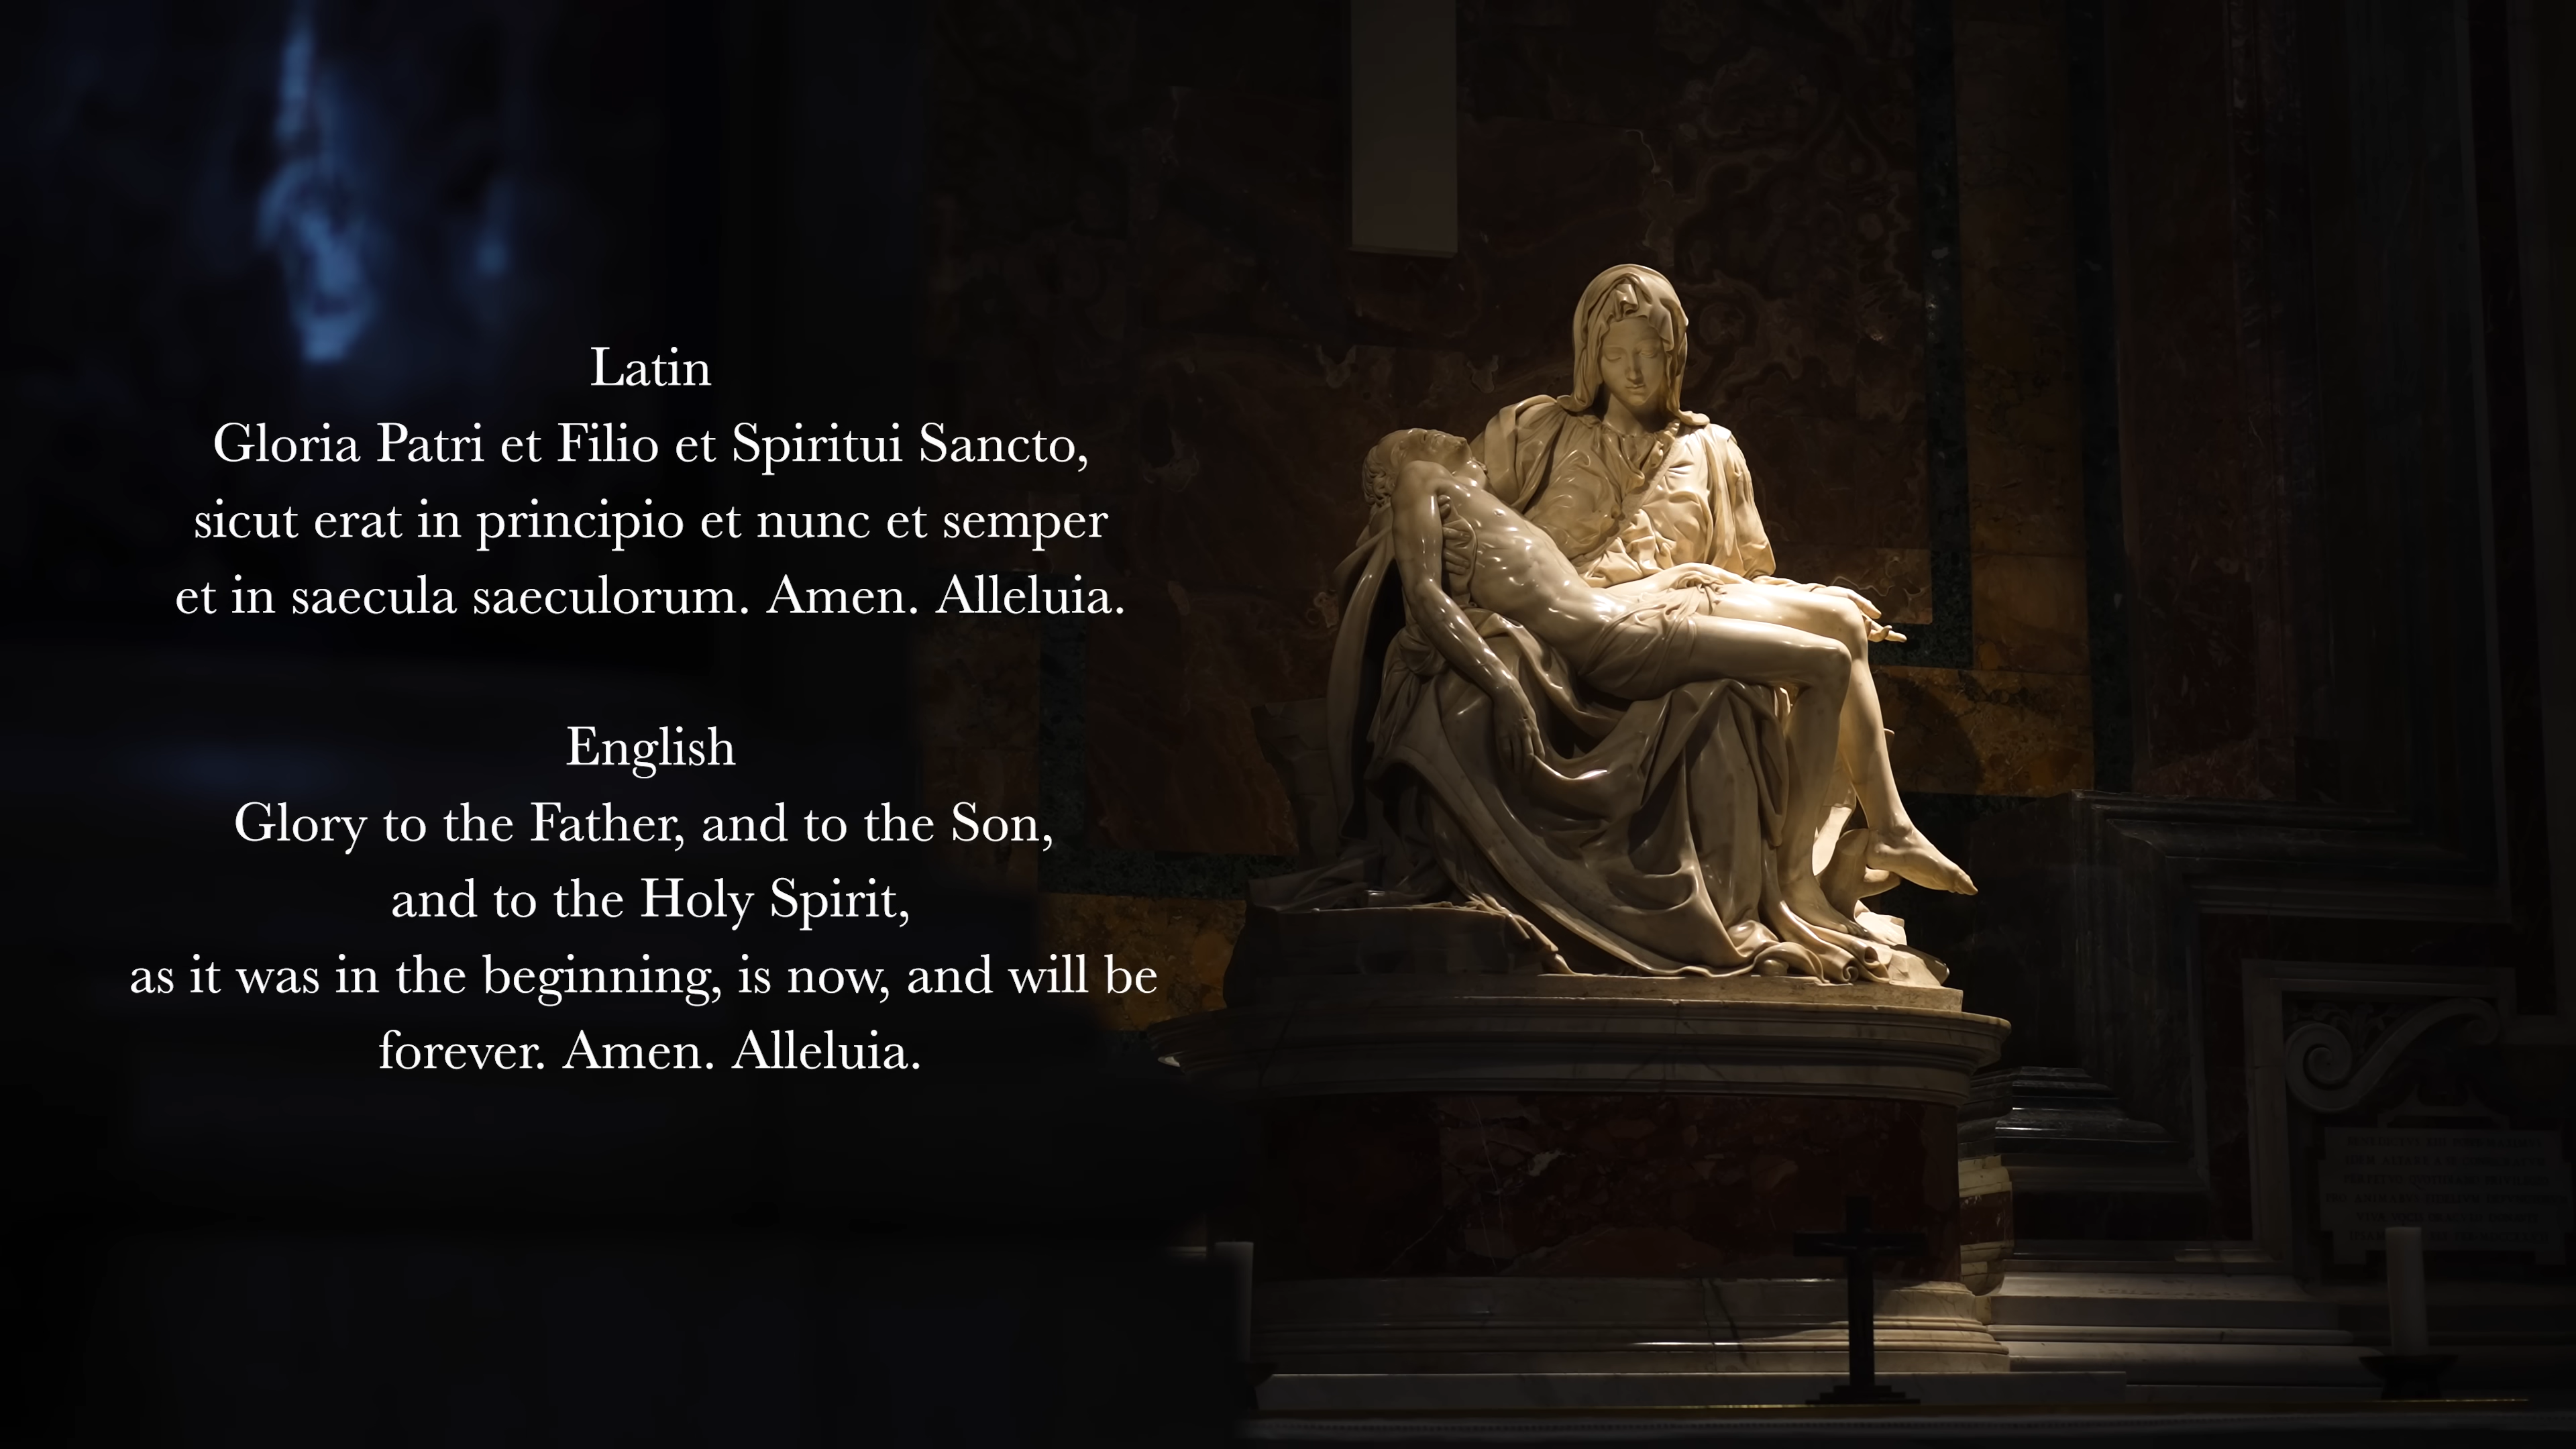 Latin
Gloria Patri et Filio et Spiritui Sancto,
sicut erat in principio et nunc et semper
et in saecula saeculorum. Amen. Alleluia.
English
Glory to the Father, and to the Son,
and to the Holy Spirit,
as it was in the beginning, is now, and will be
forever. Amen. Alleluia.